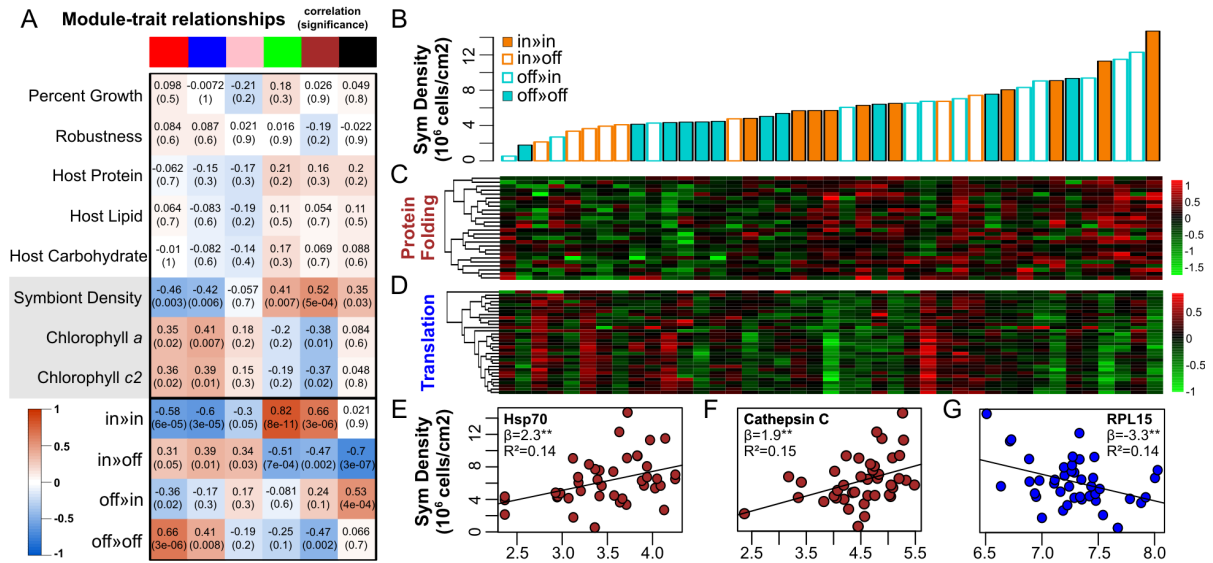 A
Module-trait relationships
correlation
(significance)
Percent Growth
0.098 -0.0072 -0.21 0.18 0.026 0.049
(0.5) (1) (0.2) (0.3) (0.9) (0.8)
Robustness
0.084 0.087 0.021 0.016 -0.19 -0.022
(0.6) (0.6) (0.9) (0.9) (0.2) (0.9)
Host Protein
-0.062 -0.15 -0.17 0.21 0.16 0.2
(0.7) (0.3) (0.3) (0.2) (0.3) (0.2)
Host Lipid
0.064 -0.083 -0.19 0.11 0.054 0.11
(0.7) (0.6) (0.2) (0.5) (0.7) (0.5)
Host Carbohydrate
-0.01 -0.082 -0.14 0.17 0.069 0.088
(1) (0.6) (0.4) (0.3) (0.7) (0.6)
Symbiont Density
-0.46 -0.42 -0.057 0.41 0.52 0.35
(0.003) (0.006) (0.7) (0.007) (5e-04) (0.03)
Chlorophyll a
0.35 0.41 0.18 -0.2 -0.38 0.084
(0.02) (0.007) (0.2) (0.2) (0.01) (0.6)
Chlorophyll c2
0.36 0.39 0.15 -0.19 -0.37 0.048
(0.02) (0.01) (0.3) (0.2) (0.02) (0.8)
in»in
-0.58 -0.6 -0.3 0.82 0.66 0.021
(6e-05) (3e-05) (0.05) (8e-11) (3e-06) (0.9)
in»off
0.31 0.39 0.34 -0.51 -0.47 -0.7
(0.05) (0.01) (0.03) (7e-04) (0.002) (3e-07)
off»in
-0.36 -0.17 0.17 -0.081 0.24 0.53
(0.02) (0.3) (0.3) (0.6) (0.1) (4e-04)
off»off
0.66 0.41 -0.19 -0.25 -0.47 0.066
(3e-06) (0.008) (0.2) (0.1) (0.002) (0.7)
1
0.5
0
-0.5
-1
B
Sym Density
(10⁶ cells/cm2)
12
8
4
0
in»in
in»off
off»in
off»off
C
Protein
Folding
1
0.5
0
-0.5
-1
-1.5
D
Translation
1
0.5
0
-0.5
-1
E
Sym Density
(10⁶ cells/cm2)
12
8
4
0
Hsp70
β=2.3**
R²=0.14
2.5 3.0 3.5 4.0
F
Cathepsin C
β=1.9**
R²=0.15
2.5 3.5 4.5 5.5
G
RPL15
β=-3.3**
R²=0.14
6.5 7.0 7.5 8.0